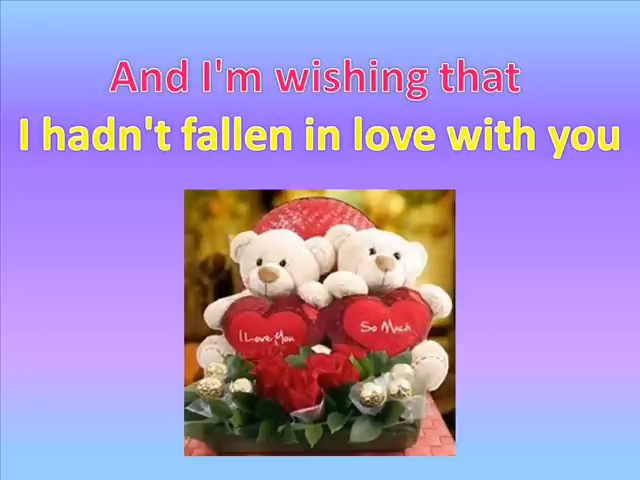 And I'm wishing that
I hadn't fallen in love with you
I Love You
So Much